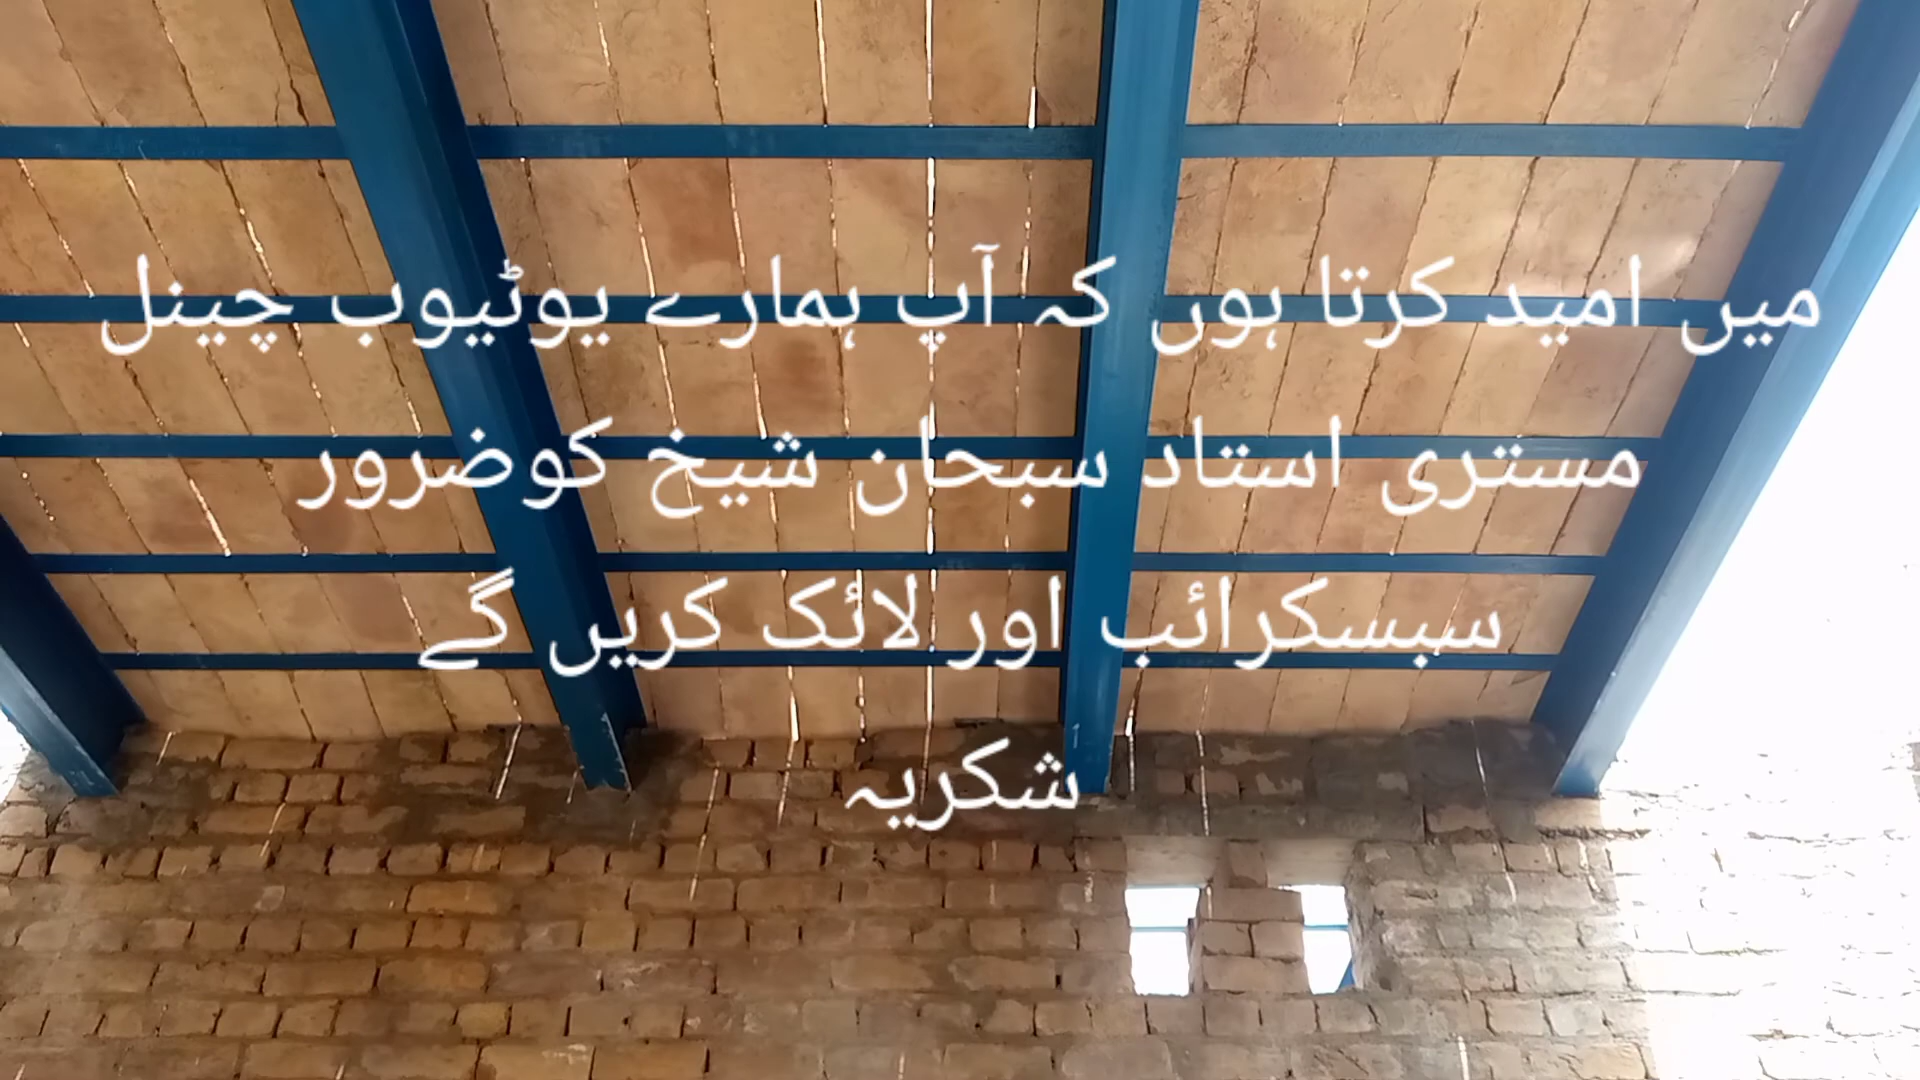 میں امید کرتا ہوں کہ آپ ہمارے یوٹیوب چینل
مستری استاد سبحان شیخ کوضرور
سبسکرائب اور لائک کریں گے
شکریہ